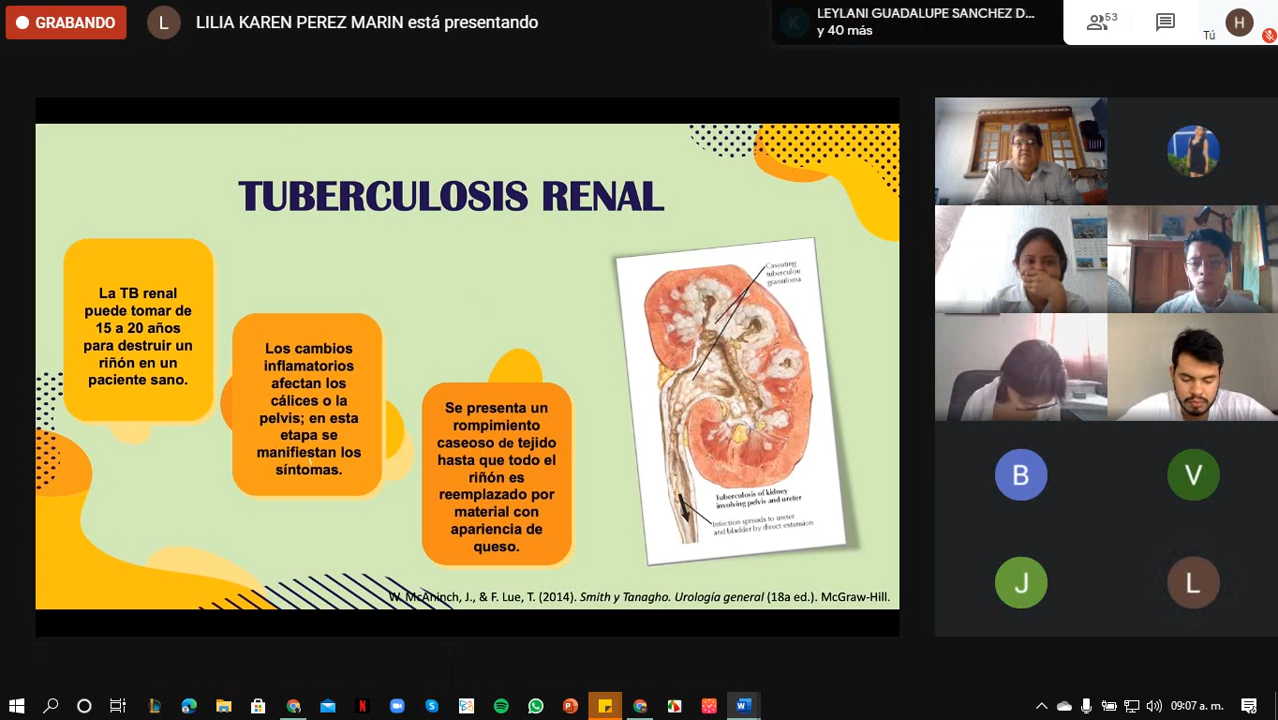 GRABANDO
L
LILIA KAREN PEREZ MARIN está presentando
K
LEYLANI GUADALUPE SANCHEZ D...
y 40 más
53
H
Tú
TUBERCULOSIS RENAL
La TB renal
puede tomar de
15 a 20 años
para destruir un
riñón en un
paciente sano.
Los cambios
inflamatorios
afectan los
cálices o la
pelvis; en esta
etapa se
manifiestan los
síntomas.
Se presenta un
rompimiento
caseoso de tejido
hasta que todo el
riñón es
reemplazado por
material con
apariencia de
queso.
Caseating
tuberculou
granuloma
Tuberculosis of kidney
involving pelvis and ureter
Infection spreads to ureter
and bladder by direct extension
W. McAninch, J., & F. Lue, T. (2014). Smith y Tanagho. Urología general (18a ed.). McGraw-Hill.
B
V
J
L
09:07 a. m.